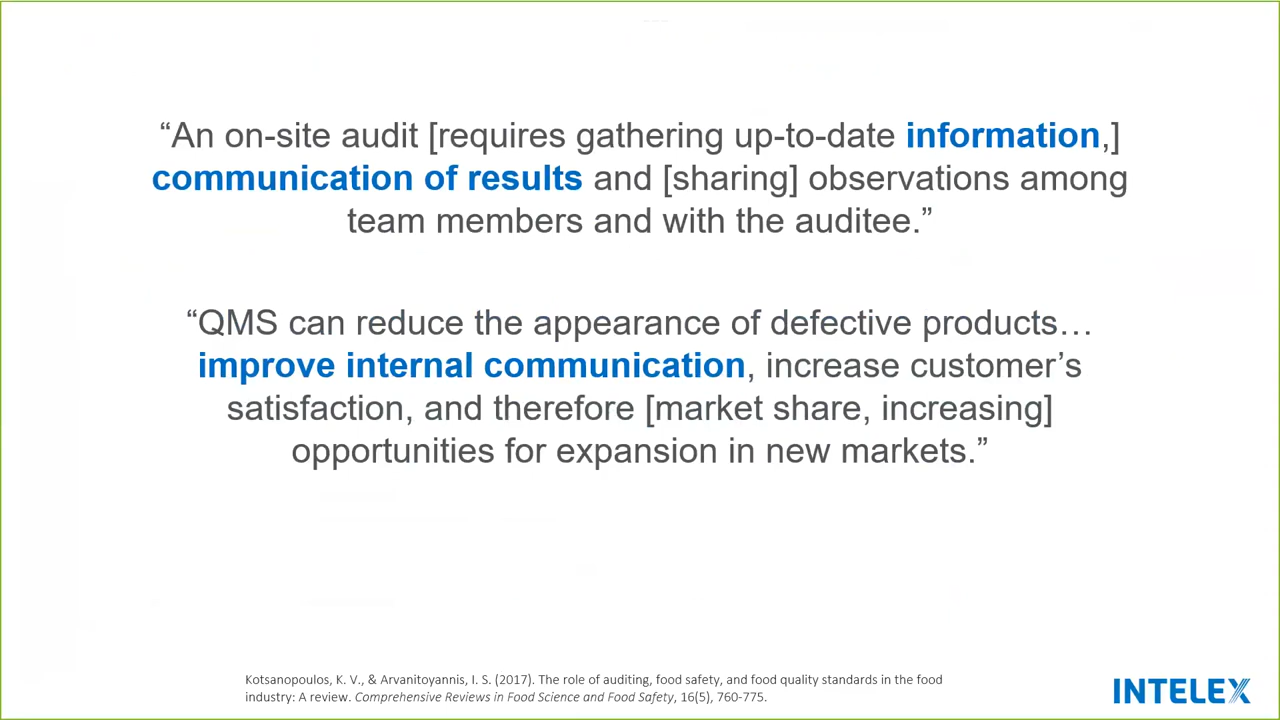 “An on-site audit [requires gathering up-to-date information,]
communication of results and [sharing] observations among
team members and with the auditee.”
“QMS can reduce the appearance of defective products…
improve internal communication, increase customer’s
satisfaction, and therefore [market share, increasing]
opportunities for expansion in new markets.”
Kotsanopoulos, K. V., & Arvanitoyannis, I. S. (2017). The role of auditing, food safety, and food quality standards in the food
industry: A review. Comprehensive Reviews in Food Science and Food Safety, 16(5), 760-775.
INTELEX